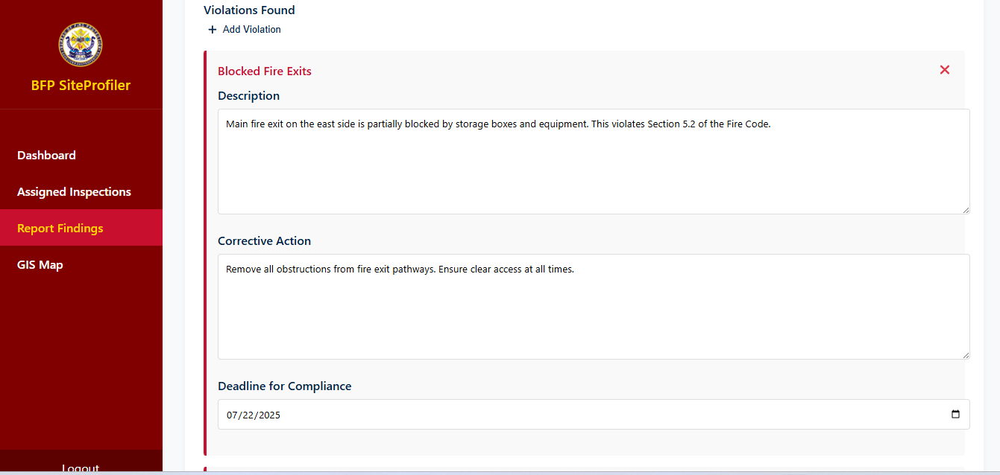 BFP SiteProfiler
Dashboard
Assigned Inspections
Report Findings
GIS Map
Logout
Violations Found
+ Add Violation
Blocked Fire Exits
Description
Main fire exit on the east side is partially blocked by storage boxes and equipment. This violates Section 5.2 of the Fire Code.
Corrective Action
Remove all obstructions from fire exit pathways. Ensure clear access at all times.
Deadline for Compliance
07/22/2025